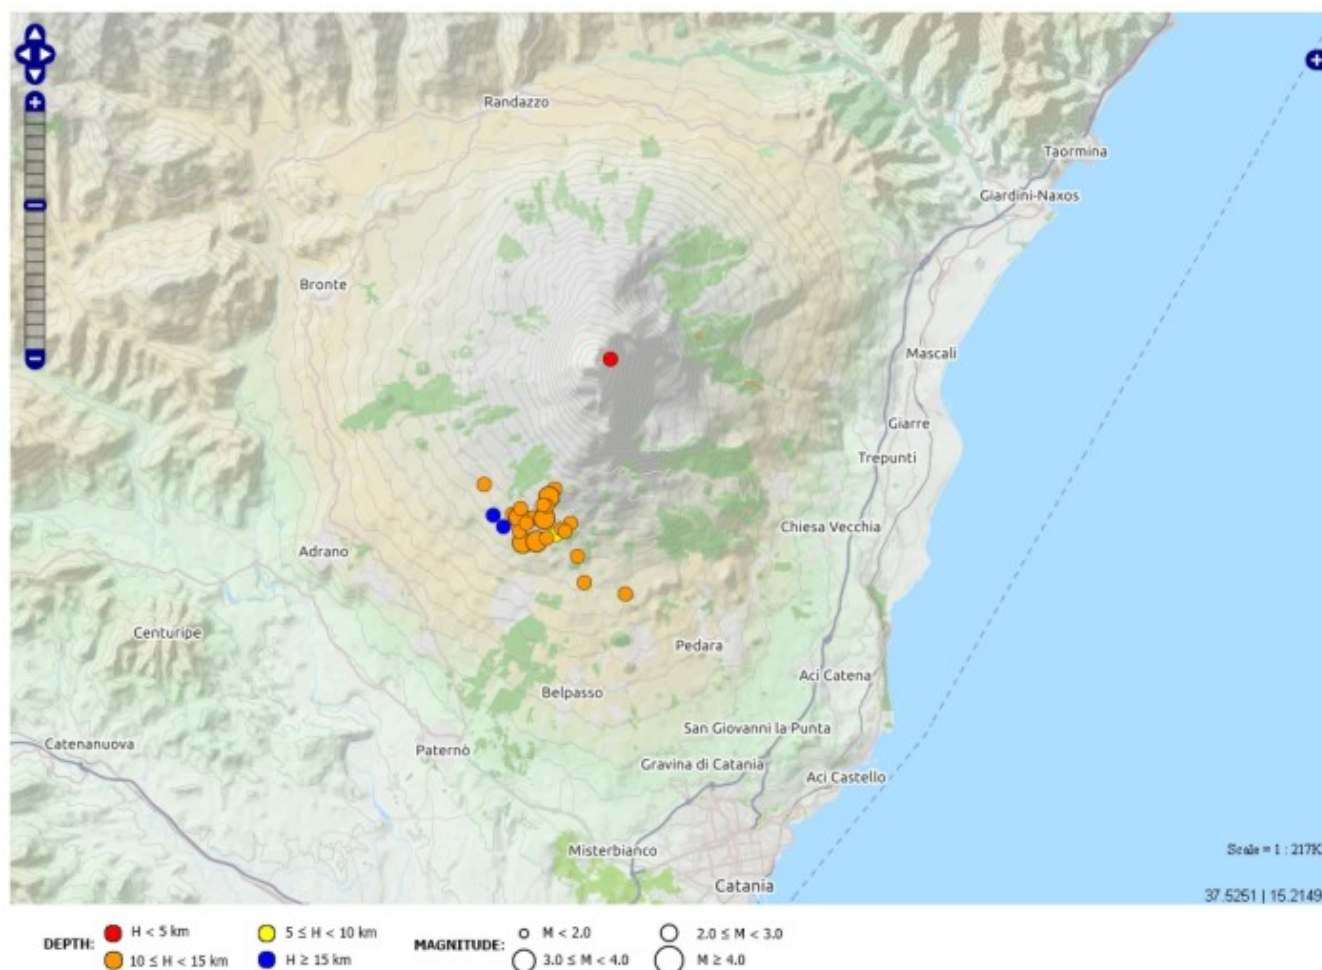 Randazzo
Taormina
Giardini-Naxos
Bronte
Mascali
Giarre
Trepunti
Chiesa Vecchia
Adrano
Centuripe
Pedara
Aci Catena
Belpasso
San Giovanni la Punta
Catenanuova
Paternò
Gravina di Catania
Aci Castello
Misterbianco
Scale = 1 : 217K
Catania
37.5251 | 15.2149
DEPTH: H < 5 km 5 ≤ H < 10 km MAGNITUDE: M < 2.0 2.0 ≤ M < 3.0
10 ≤ H < 15 km H ≥ 15 km 3.0 ≤ M < 4.0 M ≥ 4.0